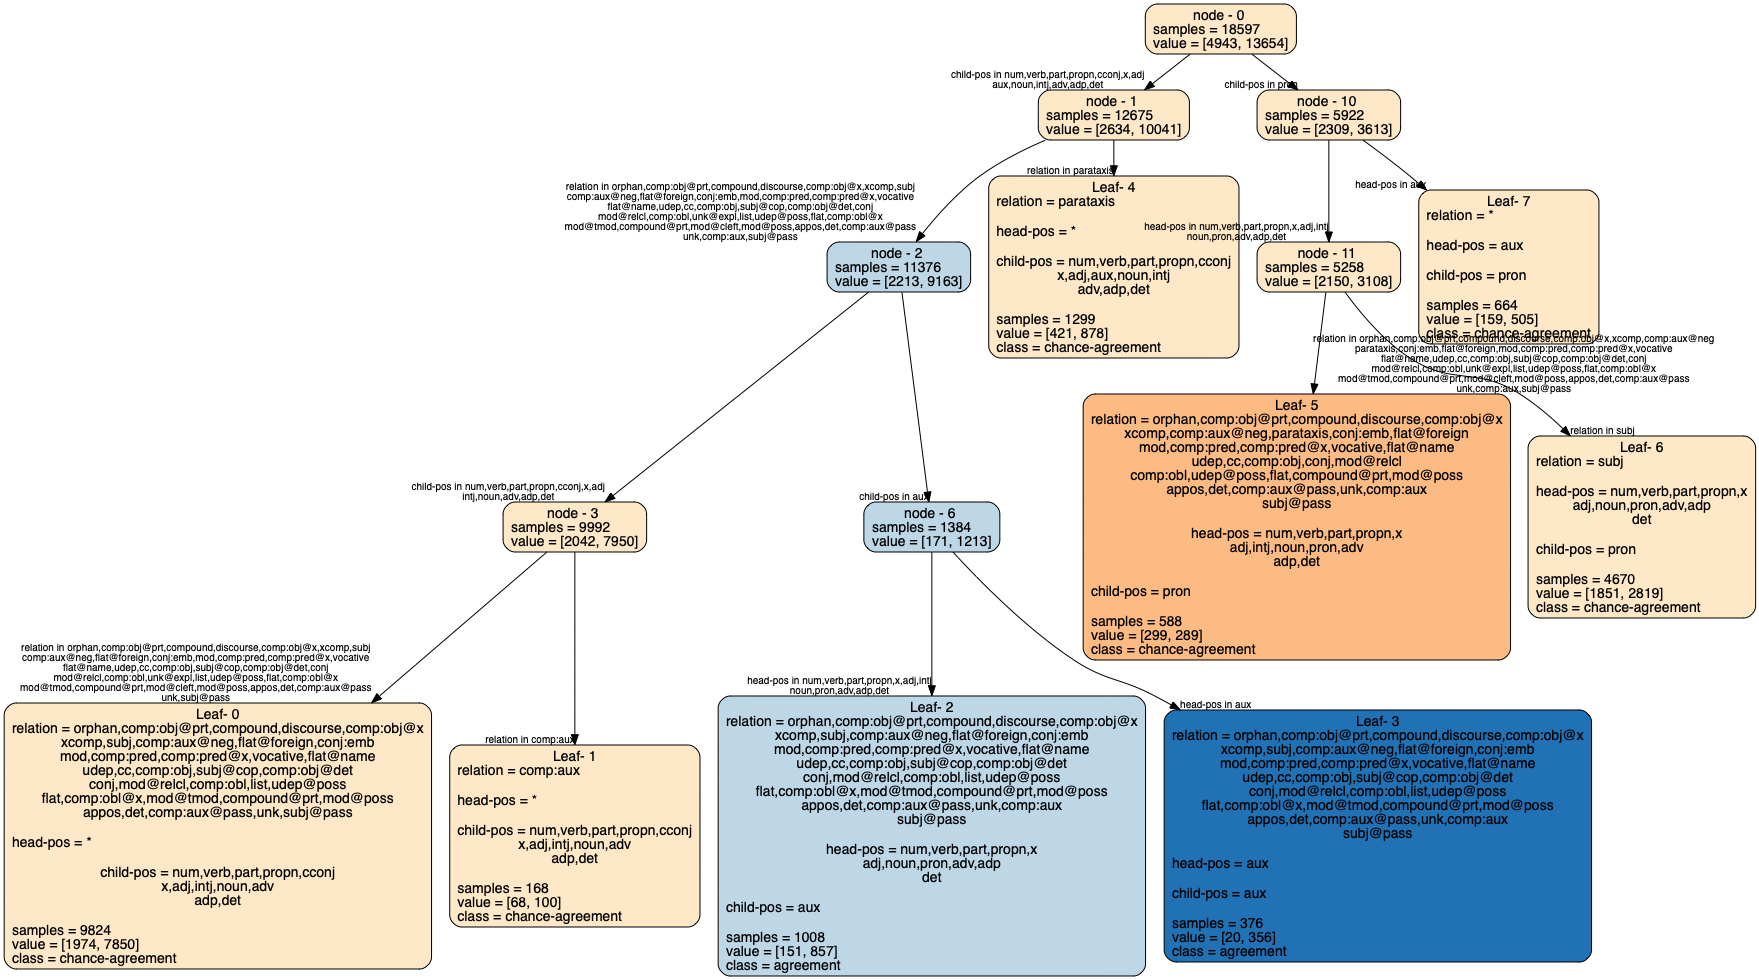 node - 0
samples = 18597
value = [4943, 13654]
child-pos in num,verb,part,propn,cconj,x,adj
aux,noun,intj,adv,adp,det
child-pos in pron
node - 1
samples = 12675
value = [2634, 10041]
node - 10
samples = 5922
value = [2309, 3613]
relation in orphan,comp:obj@prt,compound,discourse,comp:obj@x,xcomp,subj
comp:aux@neg,flat@foreign,conj:emb,mod,comp:pred,comp:pred@x,vocative
flat@name,udep,cc,comp:obj,subj@cop,comp:obj@det,conj
mod@relcl,comp:obl,unk@expl,list,udep@poss,flat,comp:obl@x
mod@tmod,compound@prt,mod@cleft,mod@poss,appos,det,comp:aux@pass
unk,comp:aux,subj@pass
relation in parataxis
head-pos in num,verb,part,propn,x,adj,intj
noun,pron,adv,adp,det
head-pos in aux
node - 2
samples = 11376
value = [2213, 9163]
Leaf- 4
relation = parataxis
head-pos = *
child-pos = num,verb,part,propn,cconj
x,adj,aux,noun,intj
adv,adp,det
samples = 1299
value = [421, 878]
class = chance-agreement
node - 11
samples = 5258
value = [2150, 3108]
Leaf- 7
relation = *
head-pos = aux
child-pos = pron
samples = 664
value = [159, 505]
class = chance-agreement
relation in orphan,comp:obj@prt,compound,discourse,comp:obj@x,xcomp,comp:aux@neg
parataxis,conj:emb,flat@foreign,mod,comp:pred,comp:pred@x,vocative
flat@name,udep,cc,comp:obj,subj@cop,comp:obj@det,conj
mod@relcl,comp:obl,unk@expl,list,udep@poss,flat,comp:obl@x
mod@tmod,compound@prt,mod@cleft,mod@poss,appos,det,comp:aux@pass
unk,comp:aux,subj@pass
relation in subj
child-pos in num,verb,part,propn,cconj,x,adj
intj,noun,adv,adp,det
child-pos in aux
node - 3
samples = 9992
value = [2042, 7950]
node - 6
samples = 1384
value = [171, 1213]
Leaf- 5
relation = orphan,comp:obj@prt,compound,discourse,comp:obj@x
xcomp,comp:aux@neg,parataxis,conj:emb,flat@foreign
mod,comp:pred,comp:pred@x,vocative,flat@name
udep,cc,comp:obj,conj,mod@relcl
comp:obl,udep@poss,flat,compound@prt,mod@poss
appos,det,comp:aux@pass,unk,comp:aux
subj@pass
head-pos = num,verb,part,propn,x
adj,intj,noun,pron,adv
adp,det
child-pos = pron
samples = 588
value = [299, 289]
class = chance-agreement
Leaf- 6
relation = subj
head-pos = num,verb,part,propn,x
adj,noun,pron,adv,adp
det
child-pos = pron
samples = 4670
value = [1851, 2819]
class = chance-agreement
relation in orphan,comp:obj@prt,compound,discourse,comp:obj@x,xcomp,subj
comp:aux@neg,flat@foreign,conj:emb,mod,comp:pred,comp:pred@x,vocative
flat@name,udep,cc,comp:obj,subj@cop,comp:obj@det,conj
mod@relcl,comp:obl,unk@expl,list,udep@poss,flat,comp:obl@x
mod@tmod,compound@prt,mod@cleft,mod@poss,appos,det,comp:aux@pass
unk,subj@pass
relation in comp:aux
head-pos in num,verb,part,propn,x,adj,intj
noun,pron,adv,adp,det
head-pos in aux
Leaf- 0
relation = orphan,comp:obj@prt,compound,discourse,comp:obj@x
xcomp,subj,comp:aux@neg,flat@foreign,conj:emb
mod,comp:pred,comp:pred@x,vocative,flat@name
udep,cc,comp:obj,subj@cop,comp:obj@det
conj,mod@relcl,comp:obl,list,udep@poss
flat,comp:obl@x,mod@tmod,compound@prt,mod@poss
appos,det,comp:aux@pass,unk,subj@pass
head-pos = *
child-pos = num,verb,part,propn,cconj
x,adj,intj,noun,adv
adp,det
samples = 9824
value = [1974, 7850]
class = chance-agreement
Leaf- 1
relation = comp:aux
head-pos = *
child-pos = num,verb,part,propn,cconj
x,adj,intj,noun,adv
adp,det
samples = 168
value = [68, 100]
class = chance-agreement
Leaf- 2
relation = orphan,comp:obj@prt,compound,discourse,comp:obj@x
xcomp,subj,comp:aux@neg,flat@foreign,conj:emb
mod,comp:pred,comp:pred@x,vocative,flat@name
udep,cc,comp:obj,subj@cop,comp:obj@det
conj,mod@relcl,comp:obl,list,udep@poss
flat,comp:obl@x,mod@tmod,compound@prt,mod@poss
appos,det,comp:aux@pass,unk,comp:aux
subj@pass
head-pos = num,verb,part,propn,x
adj,noun,pron,adv,adp
det
child-pos = aux
samples = 1008
value = [151, 857]
class = agreement
Leaf- 3
relation = orphan,comp:obj@prt,compound,discourse,comp:obj@x
xcomp,subj,comp:aux@neg,flat@foreign,conj:emb
mod,comp:pred,comp:pred@x,vocative,flat@name
udep,cc,comp:obj,subj@cop,comp:obj@det
conj,mod@relcl,comp:obl,list,udep@poss
flat,comp:obl@x,mod@tmod,compound@prt,mod@poss
appos,det,comp:aux@pass,unk,comp:aux
subj@pass
head-pos = aux
child-pos = aux
samples = 376
value = [20, 356]
class = agreement